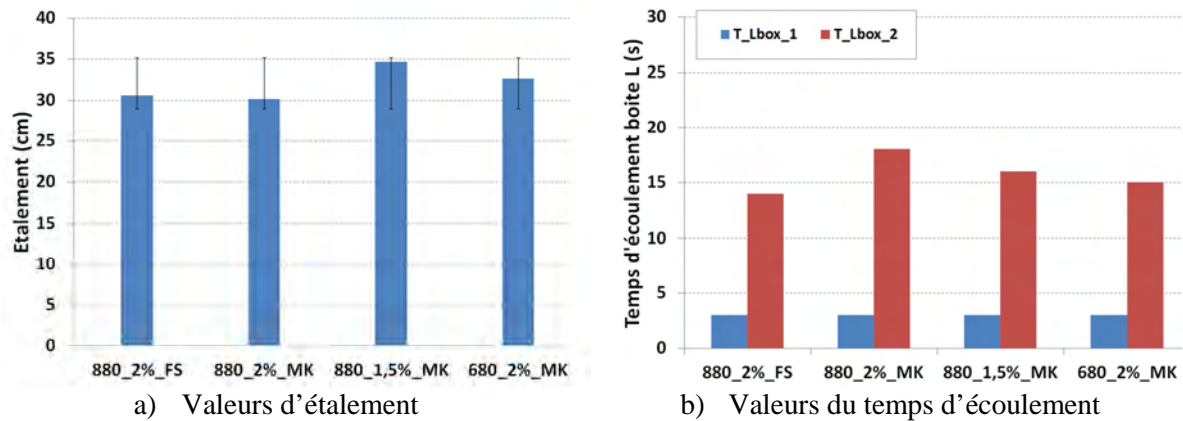 40
35
30
25
20
15
10
5
0
Etalement (cm)
880_2%_FS 880_2%_MK 880_1,5%_MK 680_2%_MK
a) Valeurs d’étalement
30
25
20
15
10
5
0
Temps d'écoulement boite L (s)
T_Lbox_1 T_Lbox_2
880_2%_FS 880_2%_MK 880_1,5%_MK 680_2%_MK
b) Valeurs du temps d’écoulement